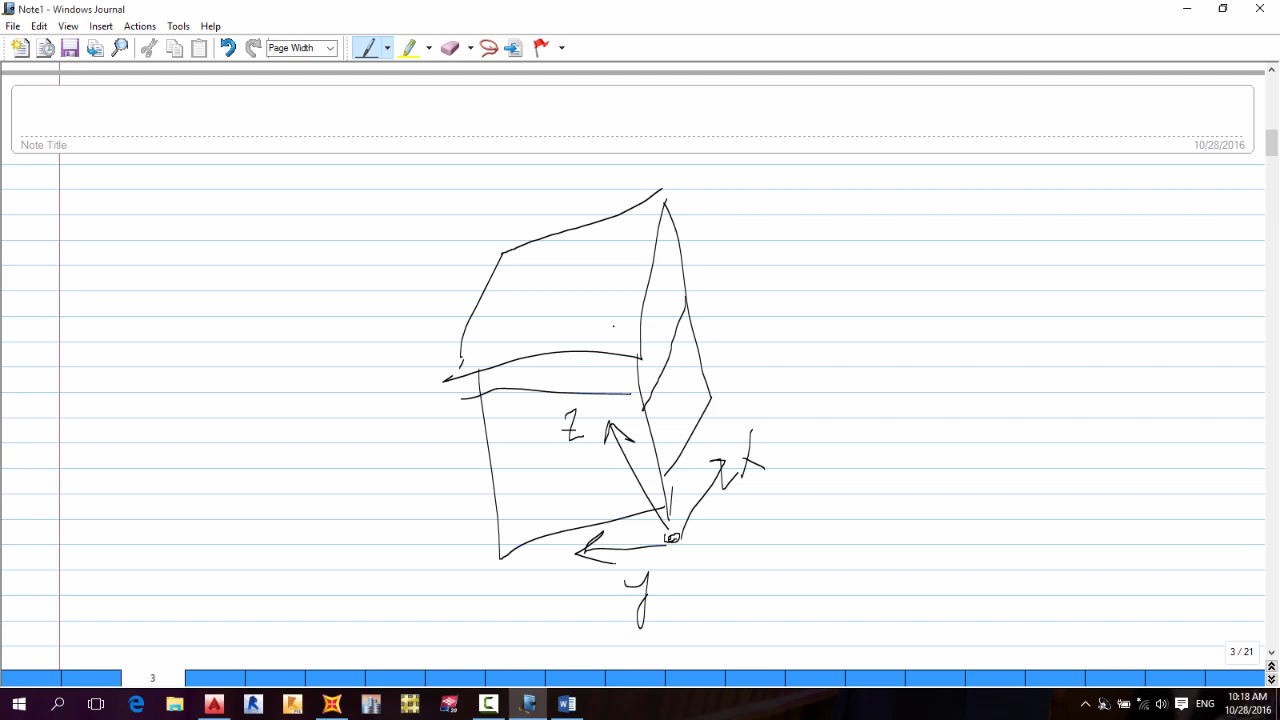 Note1 - Windows Journal
File Edit View Insert Actions Tools Help
Page Width
Note Title
10/28/2016
z
x
y
3 / 21
3
ENG
10:18 AM
10/28/2016